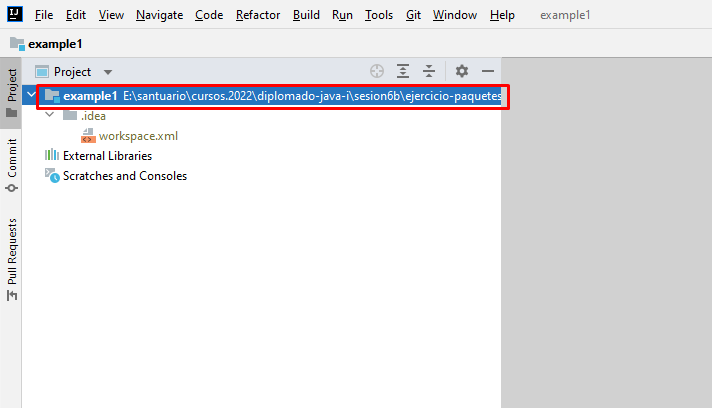 IJ File Edit View Navigate Code Refactor Build Run Tools Git Window Help example1
example1
Project
example1 E:\santuario\cursos.2022\diplomado-java-i\sesion6b\ejercicio-paquetes
.idea
workspace.xml
External Libraries
Scratches and Consoles
Project
Commit
Pull Requests